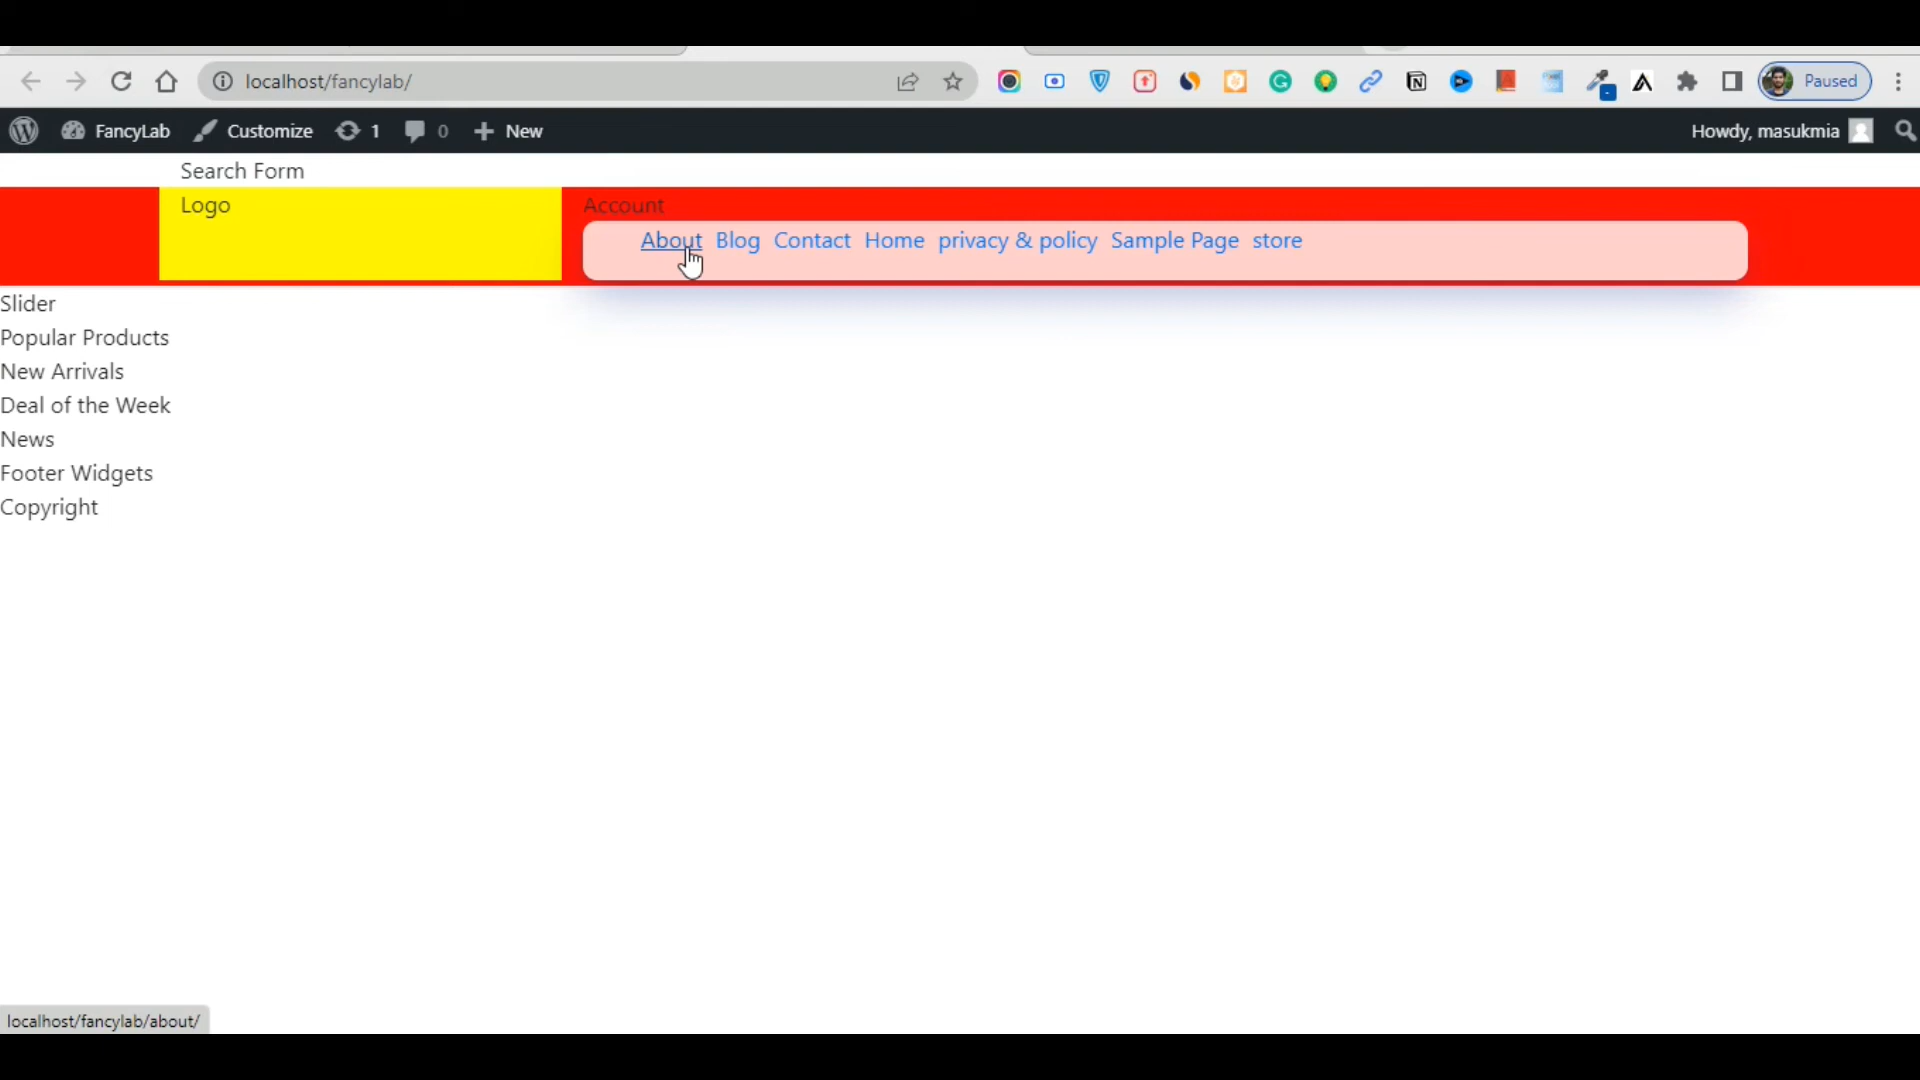 localhost/fancylab/
Paused
FancyLab
Customize
1
0
New
Howdy, masukmia
Search Form
Logo
Account
About Blog Contact Home privacy & policy Sample Page store
Slider
Popular Products
New Arrivals
Deal of the Week
News
Footer Widgets
Copyright
localhost/fancylab/about/